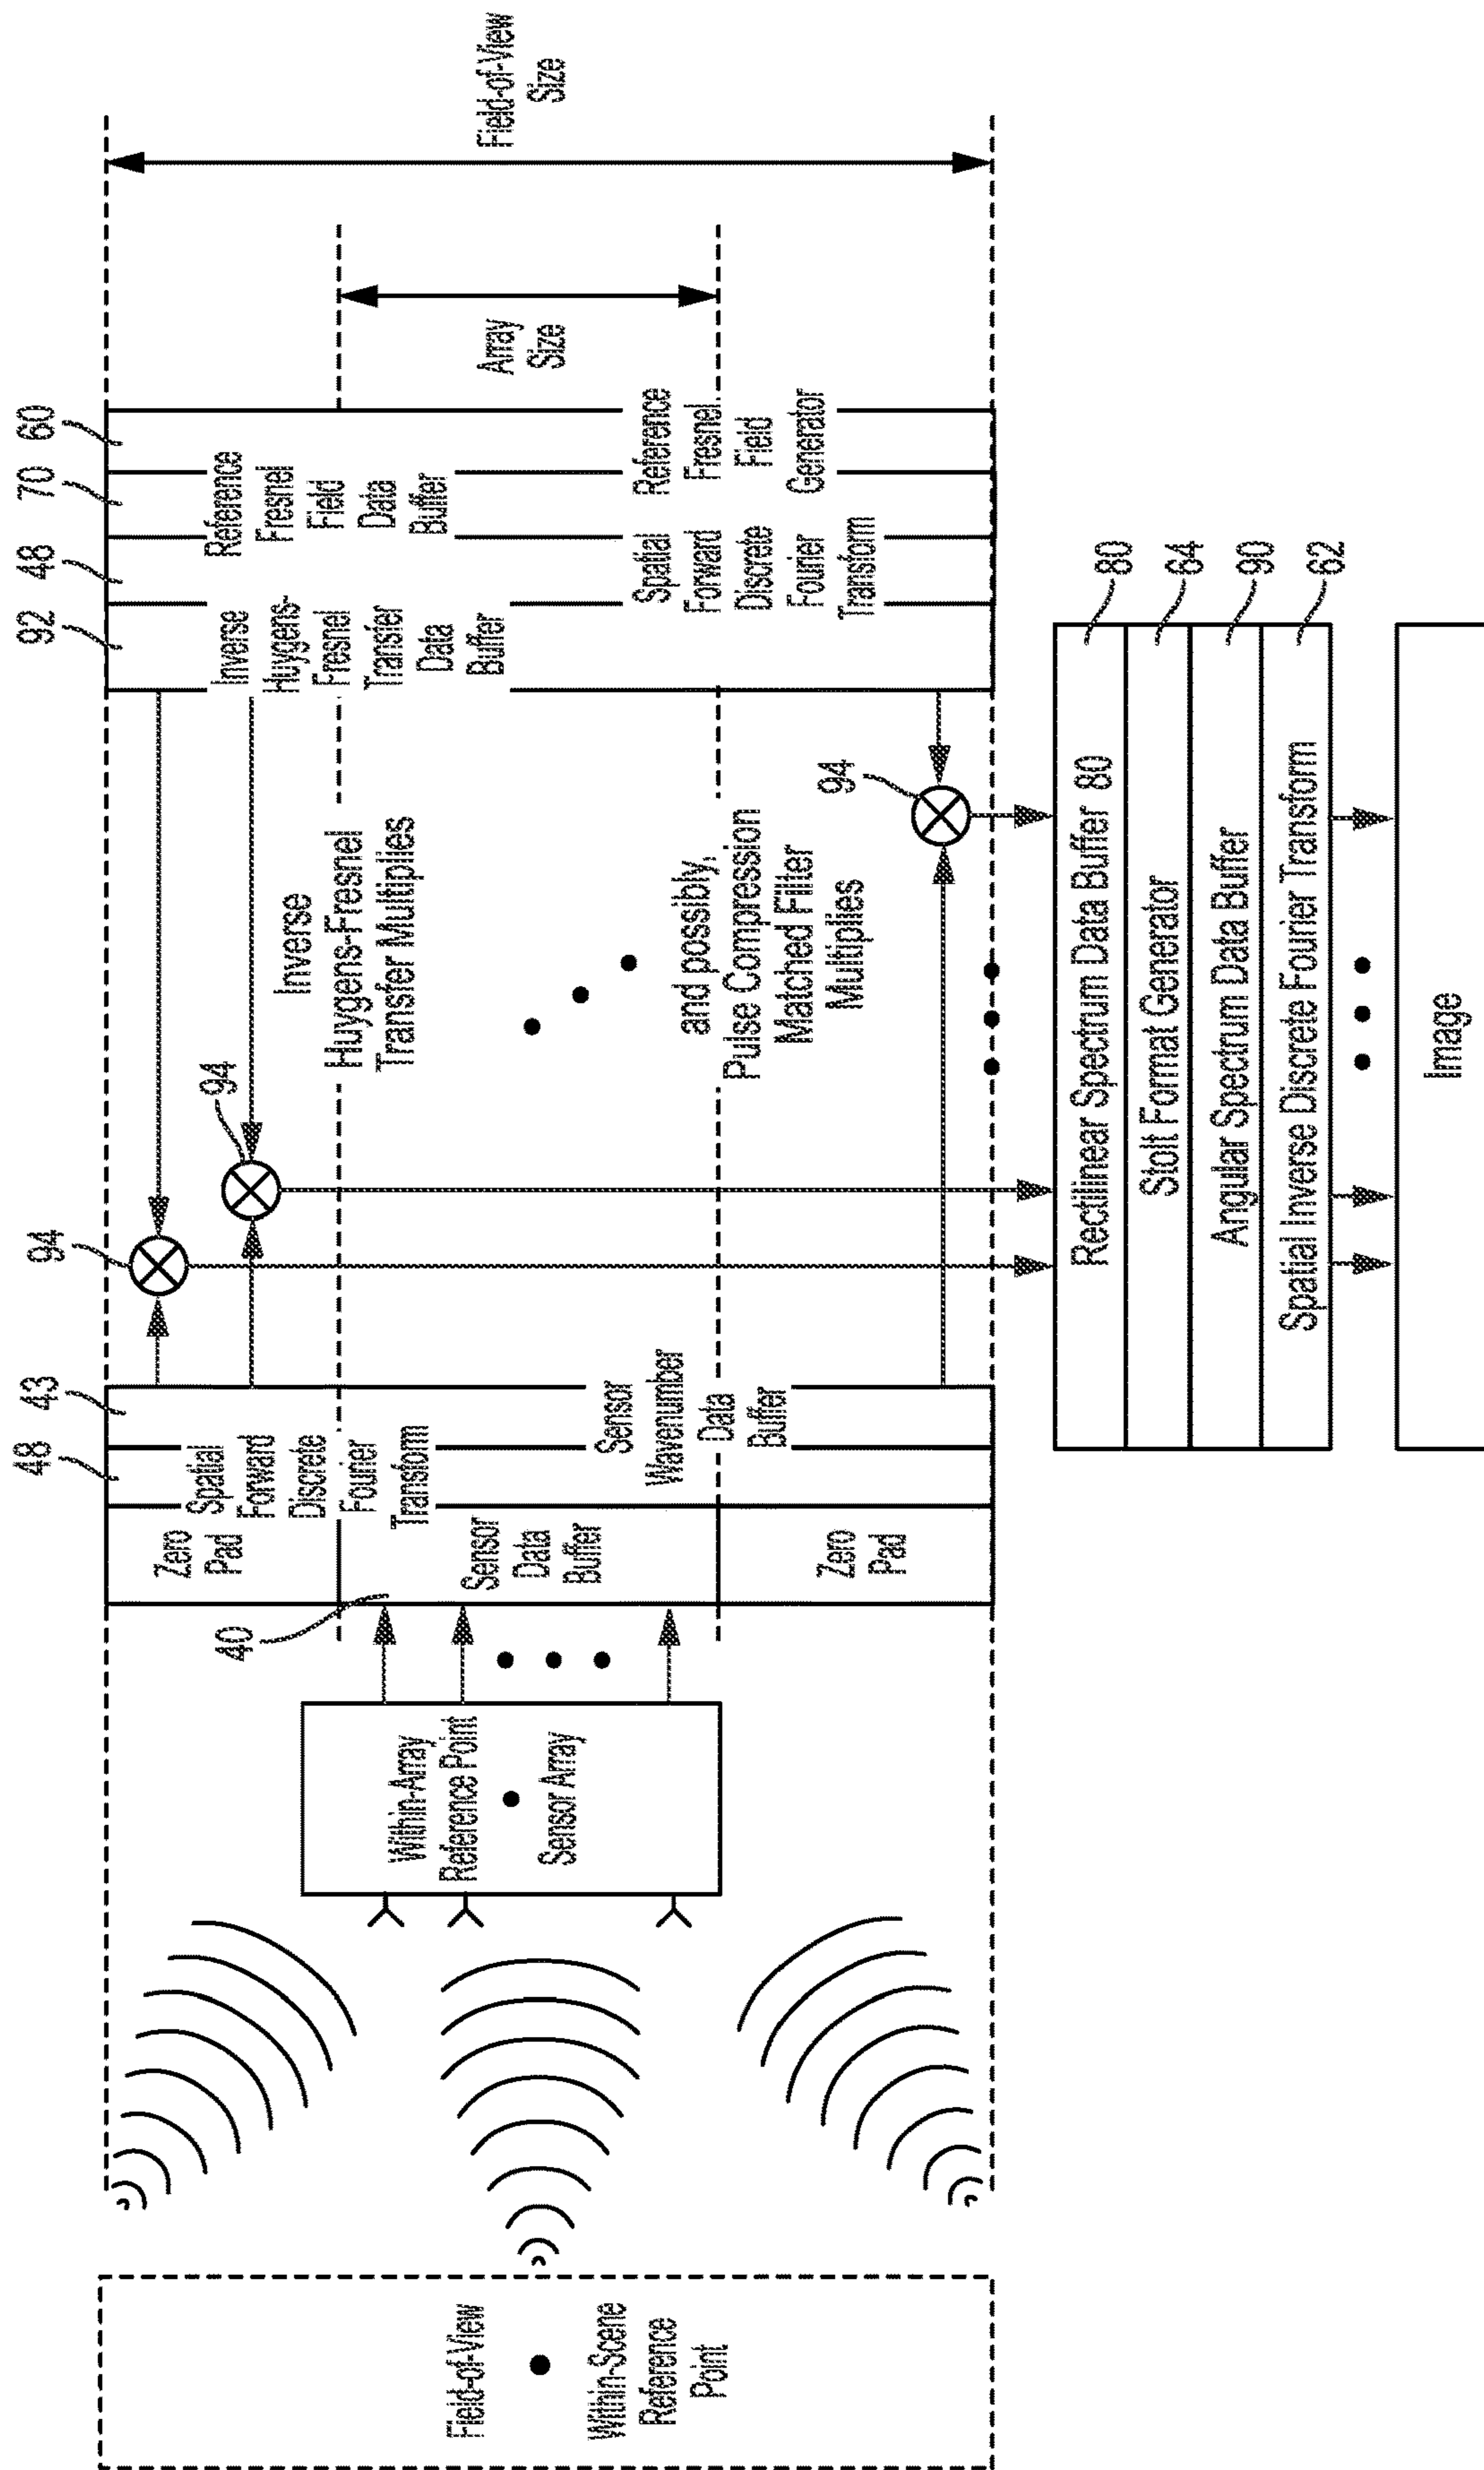 Field-of-View
Within-Scene
Reference
Point
Within-Array
Reference Point
Sensor Array
40
Zero
Pad
Sensor
Data
Buffer
Zero
Pad
48
Spatial
Forward
Discrete
Fourier
Transform
43
Sensor
Wavenumber
Data
Buffer
94
94
Inverse
Huygens-Fresnel
Transfer Multiplies
and possibly,
Pulse Compression
Matched Filter
Multiplies
94
92
Inverse
Huygens-
Fresnel
Transfer
Data
Buffer
48
Spatial
Forward
Discrete
Fourier
Transform
70
Reference
Fresnel
Field
Data
Buffer
60
Reference
Fresnel
Field
Generator
Array
Size
Field-of-View
Size
Rectilinear Spectrum Data Buffer 80
80
Stolt Format Generator
64
Angular Spectrum Data Buffer
90
Spatial Inverse Discrete Fourier Transform
62
Image